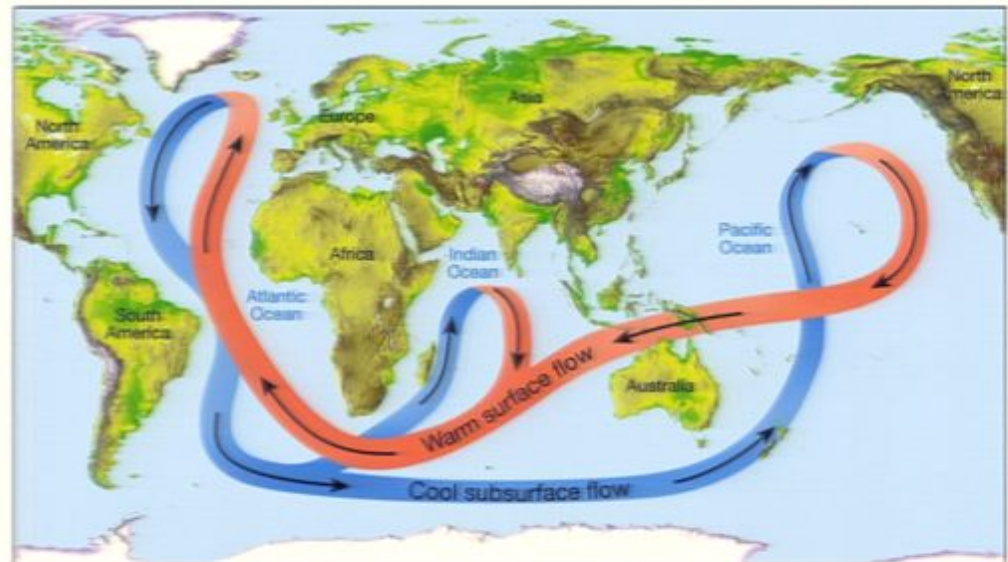 North
America
Europe
Asia
North
America
Pacific
Ocean
Africa
Indian
Ocean
Atlantic
Ocean
South
America
Australia
Warm surface flow
Cool subsurface flow